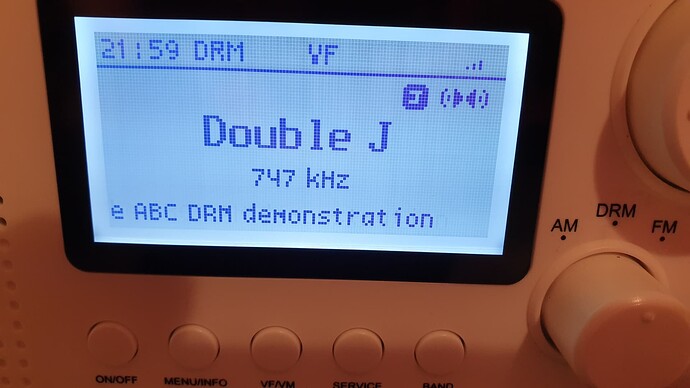 21:59 DRM VF
Double J
747 kHz
e ABC DRM demonstration
AM DRM FM
ON/OFF MENU/INFO VF/VM SERVICE BAND